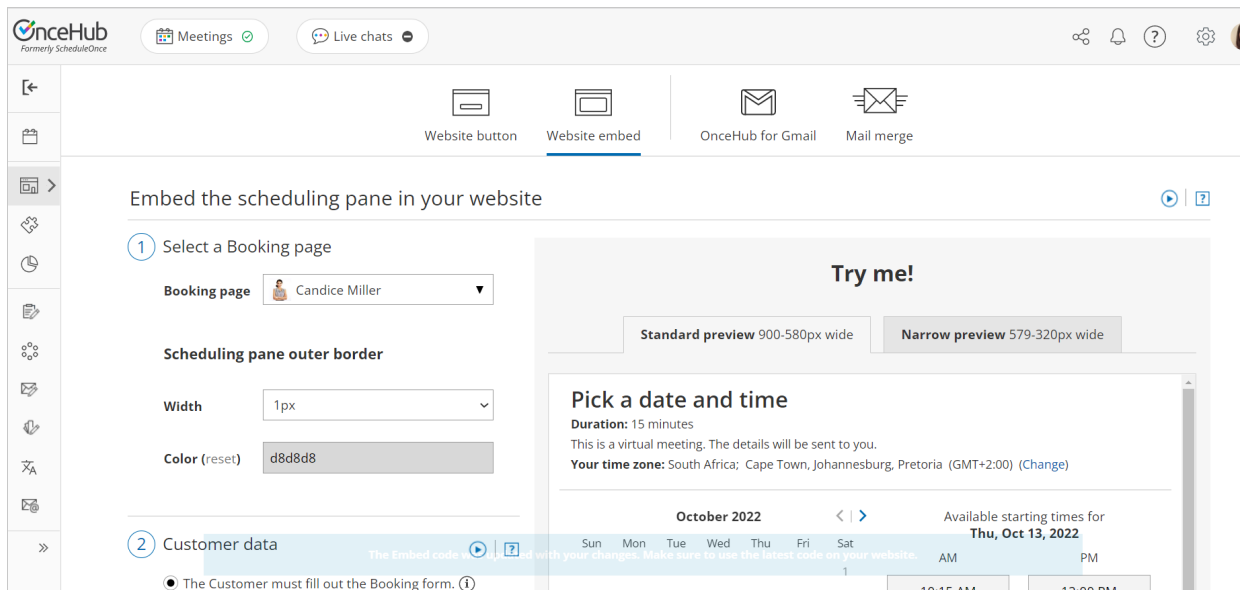 OnceHub
Formerly ScheduleOnce
Meetings
Live chats
Website button
Website embed
OnceHub for Gmail
Mail merge
Embed the scheduling pane in your website
1 Select a Booking page
Booking page
Candice Miller
Scheduling pane outer border
Width
1px
Color (reset)
d8d8d8
2 Customer data
The Customer must fill out the Booking form.
Try me!
Standard preview 900-580px wide
Narrow preview 579-320px wide
Pick a date and time
Duration: 15 minutes
This is a virtual meeting. The details will be sent to you.
Your time zone: South Africa; Cape Town, Johannesburg, Pretoria (GMT+2:00) (Change)
October 2022
Sun Mon Tue Wed Thu Fri Sat
1
Available starting times for
Thu, Oct 13, 2022
AM
PM
The Embed code was updated with your changes. Make sure to use the latest code on your website.